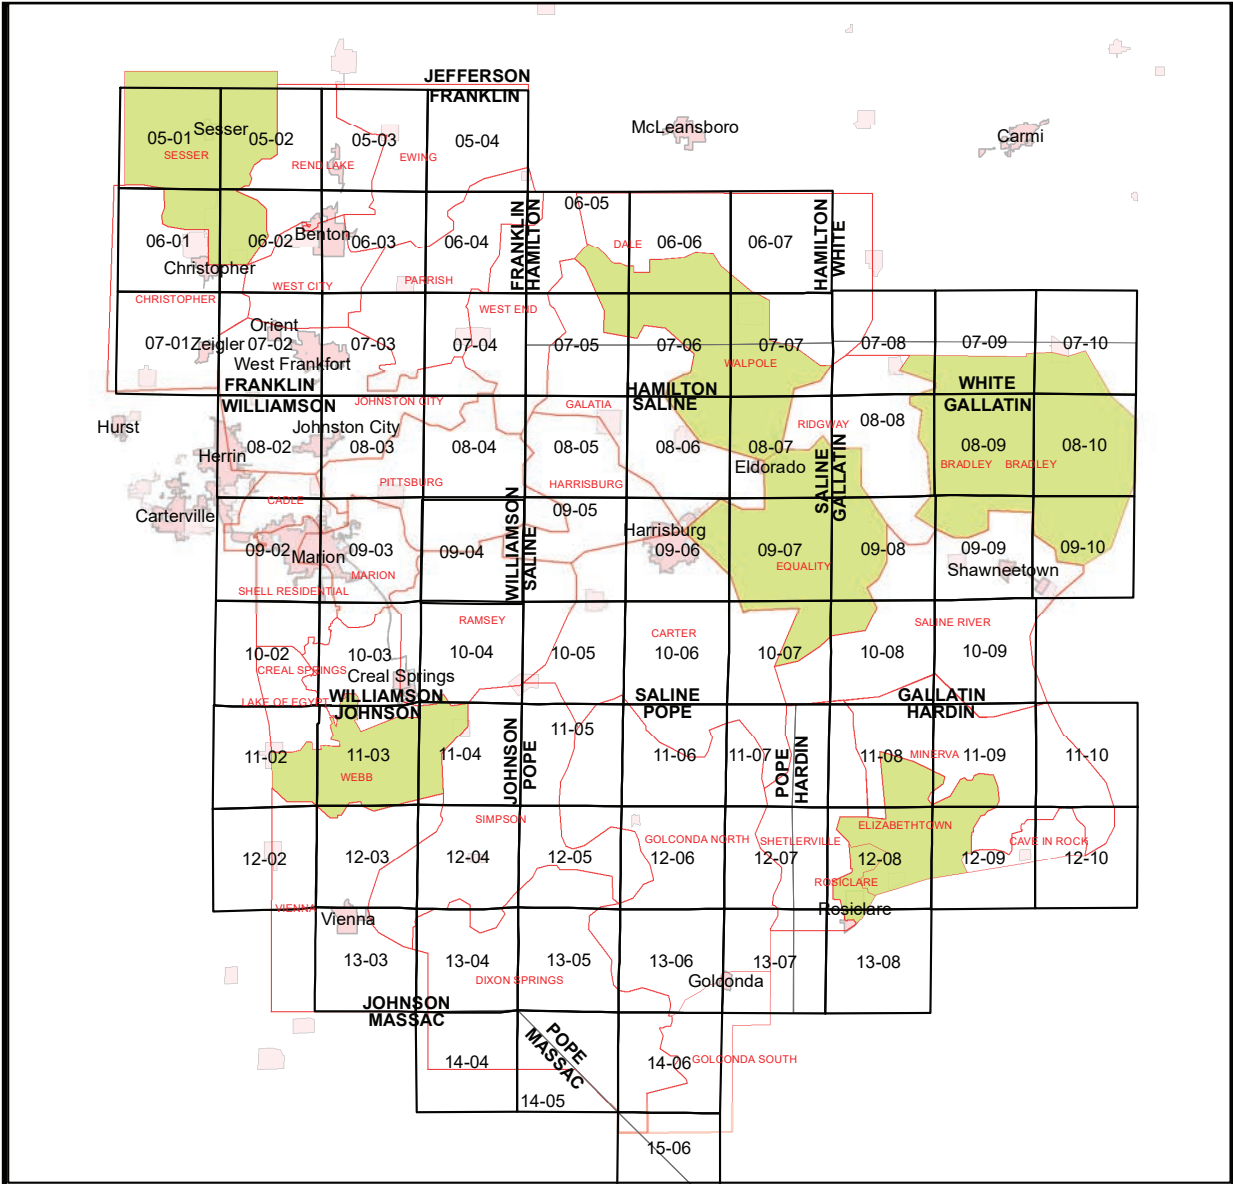 JEFFERSON
FRANKLIN
McLeansboro
Carmi
05-01
Sesser
05-02
05-03
05-04
SESSER
REND LAKE
EWING
06-05
06-01
06-02
Benton
06-03
06-04
FRANKLIN
HAMILTON
DALE
06-06
06-07
HAMILTON
WHITE
Christopher
WEST CITY
PARRISH
CHRISTOPHER
WEST END
Orient
07-01
Zeigler
07-02
07-03
07-04
07-05
07-06
07-07
07-08
07-09
07-10
West Frankfort
WALPOLE
FRANKLIN
WILLIAMSON
HAMILTON
SALINE
WHITE
GALLATIN
JOHNSTON CITY
GALATIA
Hurst
Johnston City
RIDGWAY
08-08
Herrin
08-02
08-03
08-04
08-05
08-06
08-07
08-09
08-10
Eldorado
BRADLEY
BRADLEY
SALINE
GALLATIN
PITTSBURG
HARRISBURG
CADLE
Carterville
WILLIAMSON
SALINE
09-05
Harrisburg
09-02
Marion
09-03
09-04
09-06
09-07
09-08
09-09
09-10
EQUALITY
Shawneetown
MARION
SHELL RESIDENTIAL
RAMSEY
CARTER
SALINE RIVER
10-02
10-03
10-04
10-05
10-06
10-07
10-08
10-09
CREAL SPRINGS
Creal Springs
LAKE OF EGYPT
WILLIAMSON
JOHNSON
SALINE
POPE
GALLATIN
HARDIN
11-05
11-02
11-03
11-04
JOHNSON
POPE
11-06
11-07
POPE
HARDIN
11-08
MINERVA
11-09
11-10
WEBB
SIMPSON
ELIZABETHTOWN
GOLCONDA NORTH
SHETLERVILLE
CAVE IN ROCK
12-02
12-03
12-04
12-05
12-06
12-07
12-08
12-09
12-10
ROSICLARE
VIENNA
Vienna
Rosiclare
13-03
13-04
13-05
13-06
13-07
13-08
DIXON SPRINGS
Golconda
JOHNSON
MASSAC
POPE
MASSAC
14-04
14-06
GOLCONDA SOUTH
14-05
15-06